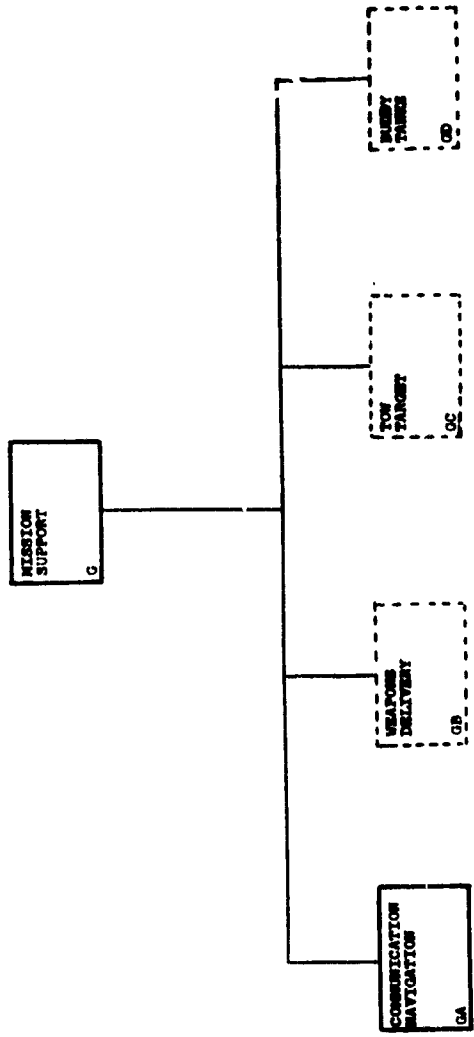 MISSION
SUPPORT
G
COMMUNICATION
NAVIGATION
GA
WEAPONS
DELIVERY
GB
TOW
TARGET
GC
BUDDY
TANKS
GD